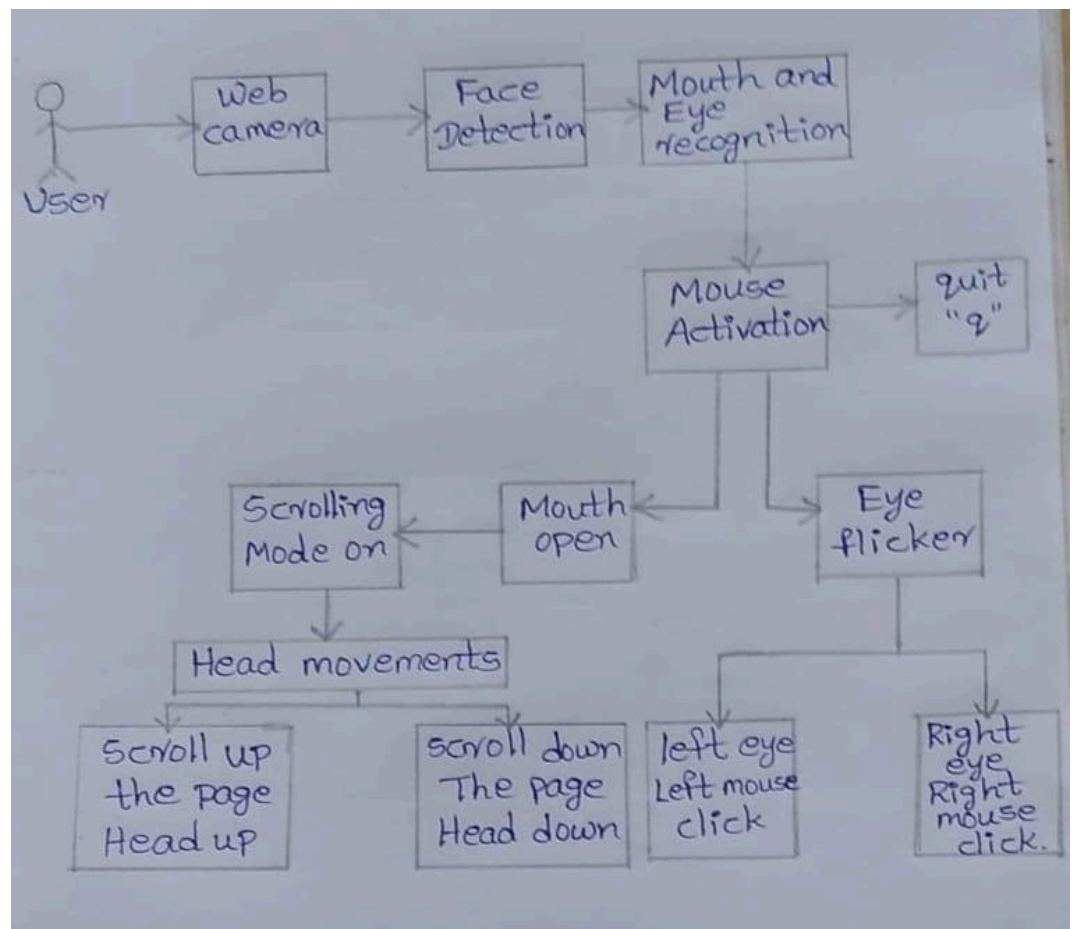 User
Web
camera
Face
Detection
Mouth and
Eye
recognition
Mouse
Activation
quit
"q"
Scrolling
Mode on
Mouth
open
Eye
flicker
Head movements
Scroll up
the page
Head up
scroll down
The page
Head down
left eye
Left mouse
click
Right
eye
Right
mouse
click.